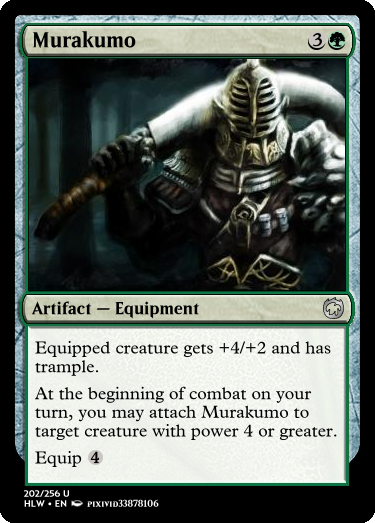 Murakumo 3
Artifact — Equipment
Equipped creature gets +4/+2 and has
trample.
At the beginning of combat on your
turn, you may attach Murakumo to
target creature with power 4 or greater.
Equip 4
202/256 U
HLW • EN PIXIVID33878106